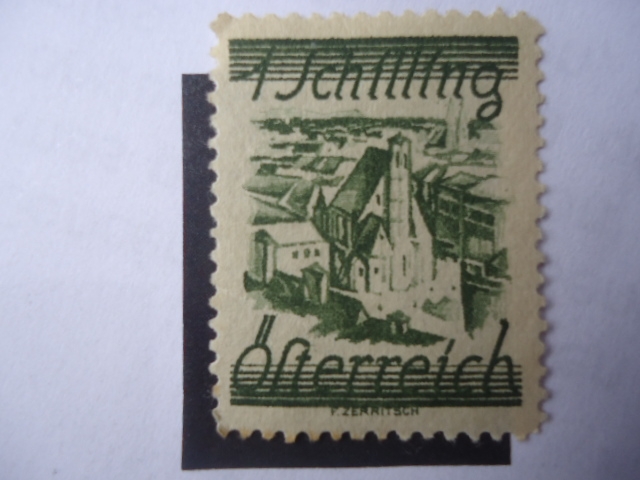 1 Schilling
Österreich
F. ZERRITSCH